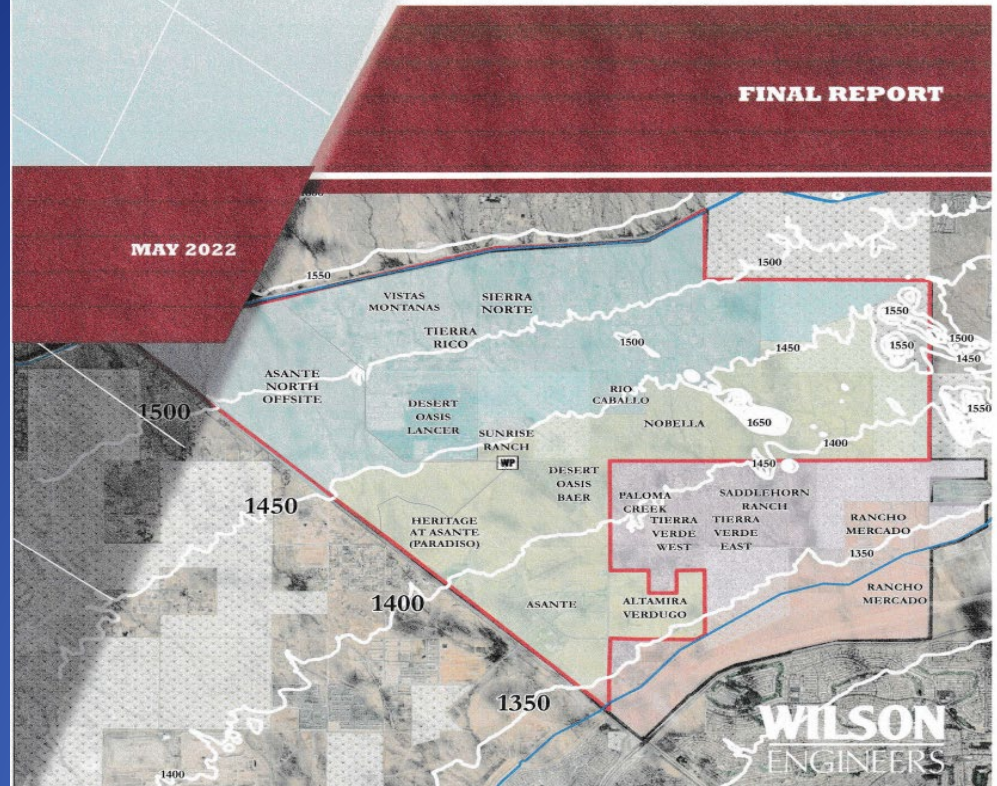 FINAL REPORT
MAY 2022
1550
1500
VISTAS
MONTANAS
SIERRA
NORTE
TIERRA
RICO
1500
1450
1550
1550
1500
1450
1550
ASANTE
NORTH
OFFSITE
1500
DESERT
OASIS
LANCER
RIO
CABALLO
NOBELLA
1650
1400
SUNRISE
RANCH
WP
1450
1450
DESERT
OASIS
BAER
PALOMA
CREEK
SADDLEHORN
RANCH
TIERRA
VERDE
WEST
TIERRA
VERDE
EAST
RANCHO
MERCADO
HERITAGE
AT ASANTE
(PARADISO)
1350
RANCHO
MERCADO
1400
ASANTE
ALTAMIRA
VERDUGO
1350
1400
WILSON
ENGINEERS